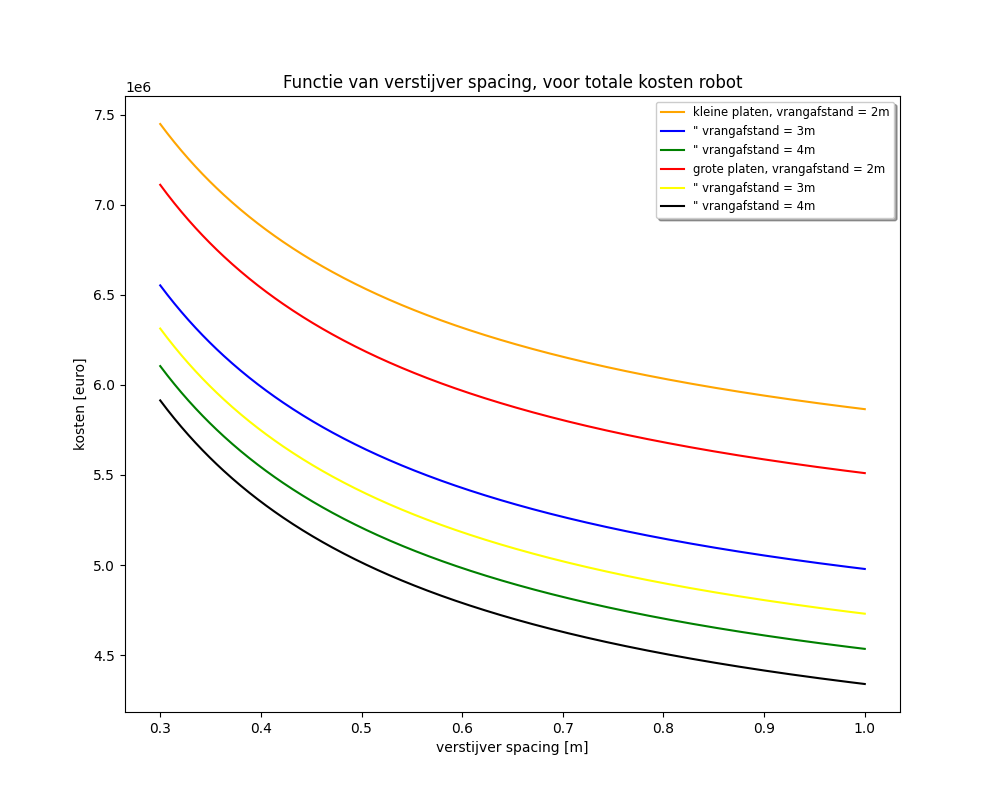 Functie van verstijver spacing, voor totale kosten robot
1e6
7.5
7.0
6.5
6.0
5.5
5.0
4.5
kosten [euro]
kleine platen, vrangafstand = 2m
" vrangafstand = 3m
" vrangafstand = 4m
grote platen, vrangafstand = 2m
" vrangafstand = 3m
" vrangafstand = 4m
0.3 0.4 0.5 0.6 0.7 0.8 0.9 1.0
verstijver spacing [m]